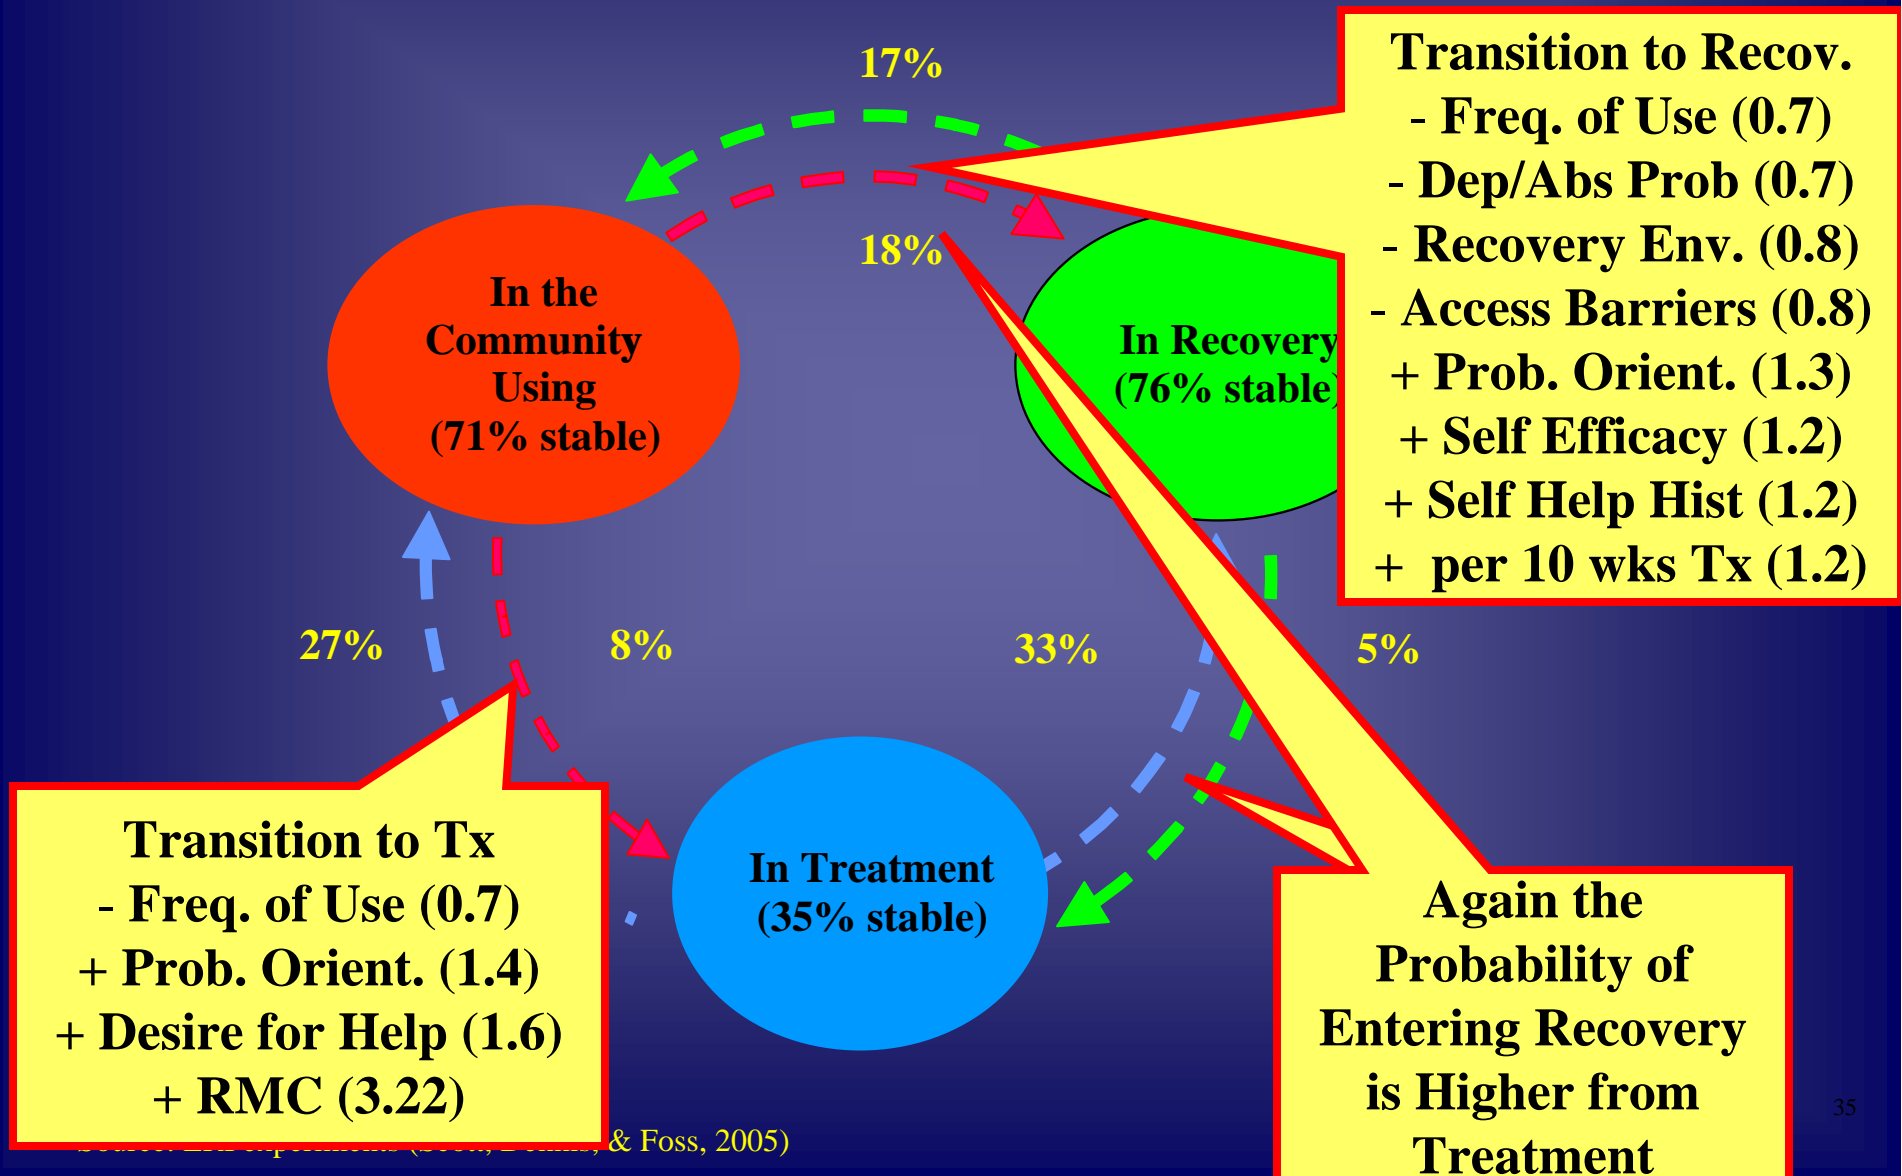 17%
Transition to Recov.
- Freq. of Use (0.7)
- Dep/Abs Prob (0.7)
- Recovery Env. (0.8)
- Access Barriers (0.8)
+ Prob. Orient. (1.3)
+ Self Efficacy (1.2)
+ Self Help Hist (1.2)
+ per 10 wks Tx (1.2)
18%
In the
Community
Using
(71% stable)
In Recovery
(76% stable)
27%
8%
33%
5%
Transition to Tx
- Freq. of Use (0.7)
+ Prob. Orient. (1.4)
+ Desire for Help (1.6)
+ RMC (3.22)
In Treatment
(35% stable)
Again the
Probability of
Entering Recovery
is Higher from
Treatment
35
& Foss, 2005)